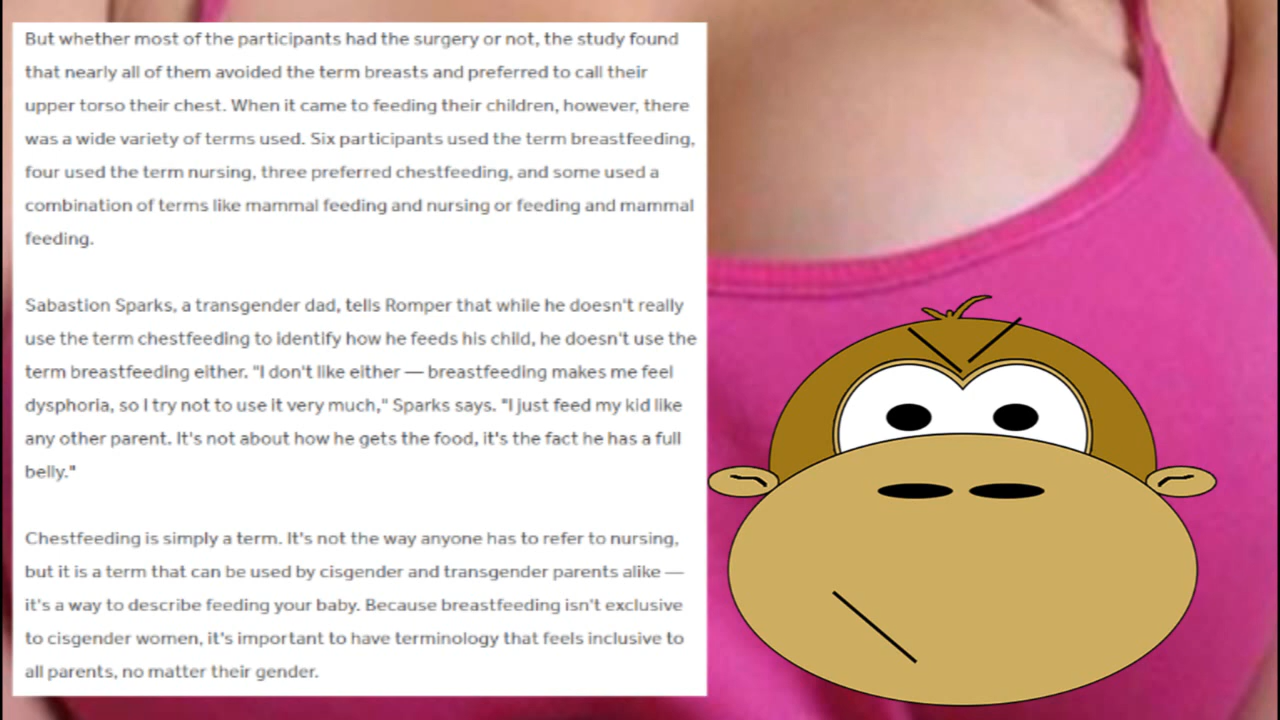 But whether most of the participants had the surgery or not, the study found
that nearly all of them avoided the term breasts and preferred to call their
upper torso their chest. When it came to feeding their children, however, there
was a wide variety of terms used. Six participants used the term breastfeeding,
four used the term nursing, three preferred chestfeeding, and some used a
combination of terms like mammal feeding and nursing or feeding and mammal
feeding.
Sabastion Sparks, a transgender dad, tells Romper that while he doesn't really
use the term chestfeeding to identify how he feeds his child, he doesn't use the
term breastfeeding either. "I don't like either — breastfeeding makes me feel
dysphoria, so I try not to use it very much," Sparks says. "I just feed my kid like
any other parent. It's not about how he gets the food, it's the fact he has a full
belly."
Chestfeeding is simply a term. It's not the way anyone has to refer to nursing,
but it is a term that can be used by cisgender and transgender parents alike —
it's a way to describe feeding your baby. Because breastfeeding isn't exclusive
to cisgender women, it's important to have terminology that feels inclusive to
all parents, no matter their gender.